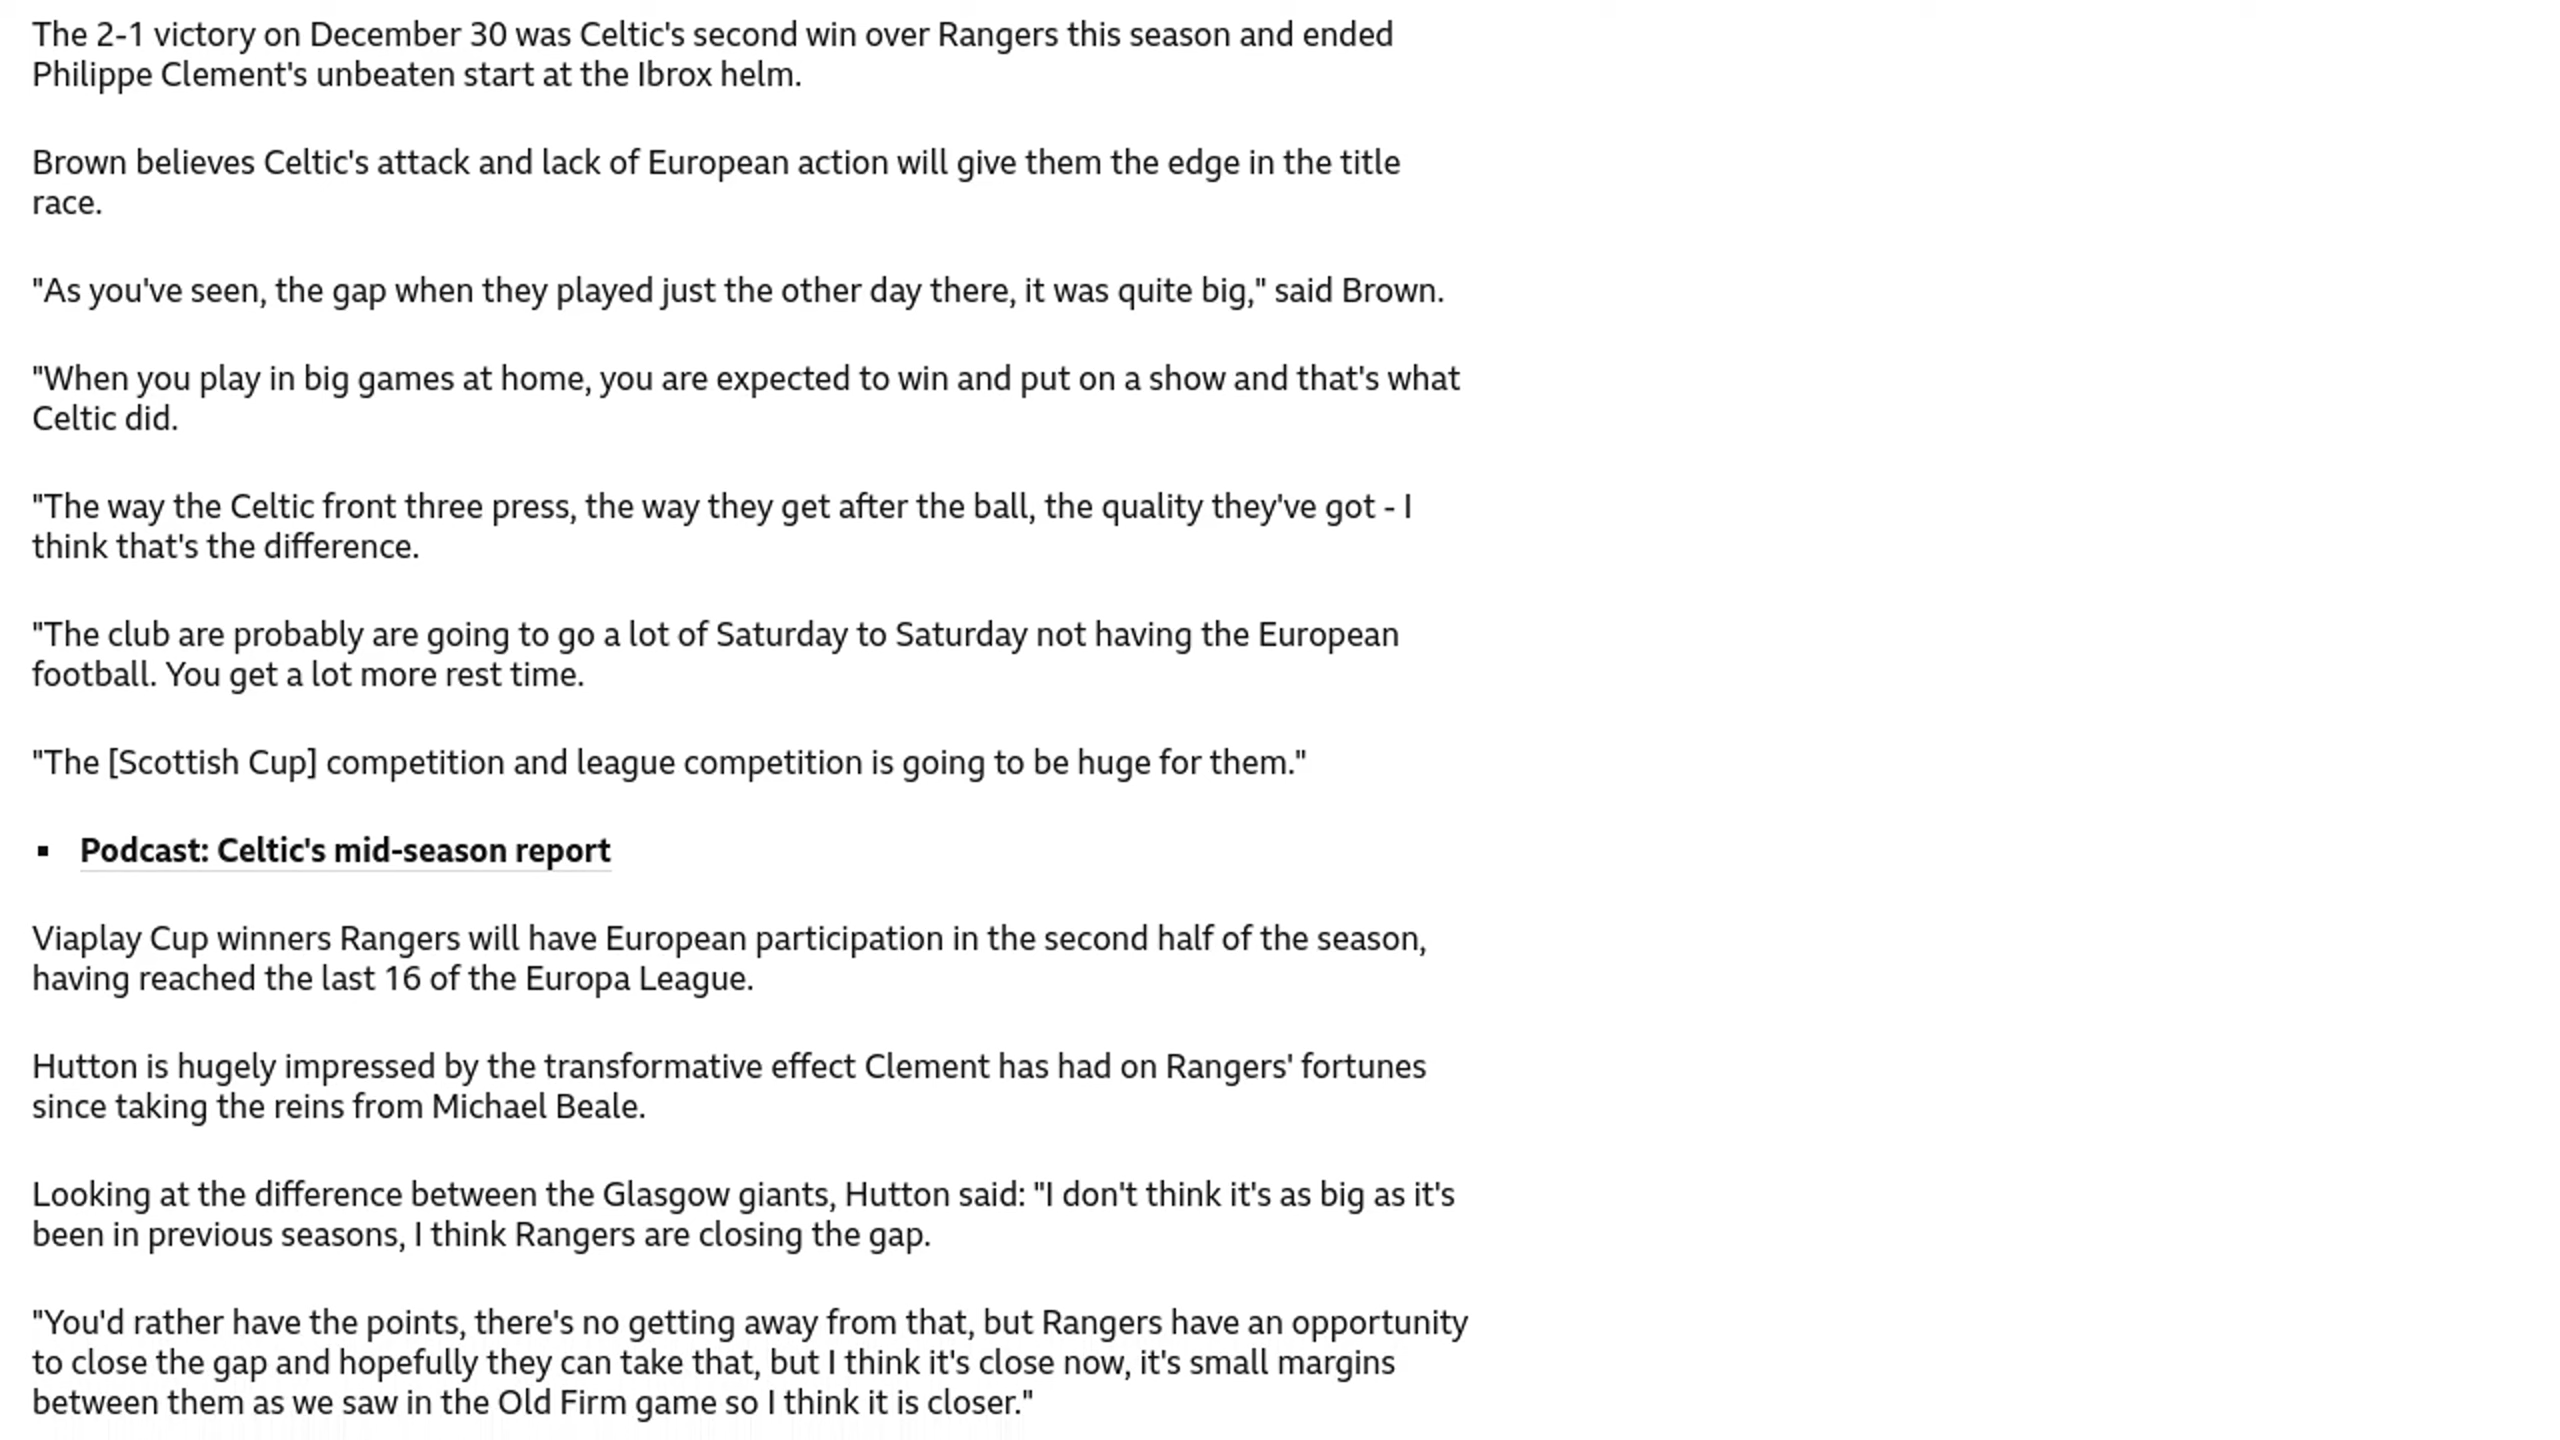 The 2-1 victory on December 30 was Celtic's second win over Rangers this season and ended
Philippe Clement's unbeaten start at the Ibrox helm.
Brown believes Celtic's attack and lack of European action will give them the edge in the title
race.
"As you've seen, the gap when they played just the other day there, it was quite big," said Brown.
"When you play in big games at home, you are expected to win and put on a show and that's what
Celtic did.
"The way the Celtic front three press, the way they get after the ball, the quality they've got - I
think that's the difference.
"The club are probably are going to go a lot of Saturday to Saturday not having the European
football. You get a lot more rest time.
"The [Scottish Cup] competition and league competition is going to be huge for them."
▪ Podcast: Celtic's mid-season report
Viaplay Cup winners Rangers will have European participation in the second half of the season,
having reached the last 16 of the Europa League.
Hutton is hugely impressed by the transformative effect Clement has had on Rangers' fortunes
since taking the reins from Michael Beale.
Looking at the difference between the Glasgow giants, Hutton said: "I don't think it's as big as it's
been in previous seasons, I think Rangers are closing the gap.
"You'd rather have the points, there's no getting away from that, but Rangers have an opportunity
to close the gap and hopefully they can take that, but I think it's close now, it's small margins
between them as we saw in the Old Firm game so I think it is closer."